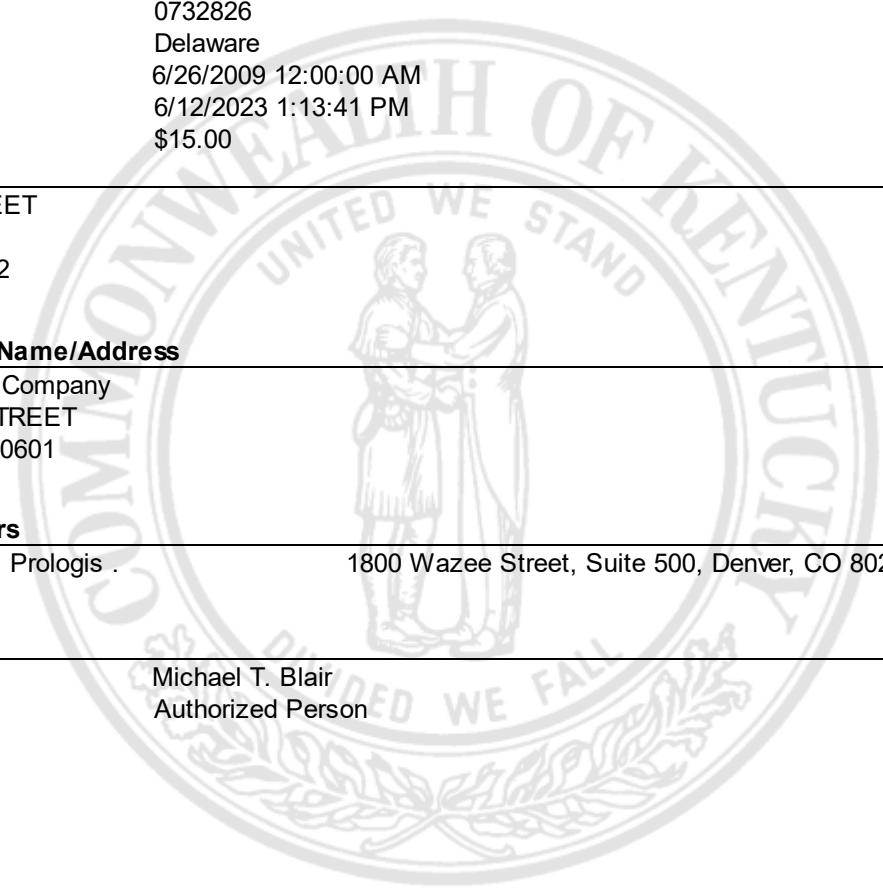 0732826
Delaware
6/26/2009 12:00:00 AM
6/12/2023 1:13:41 PM
$15.00
EET
2
Name/Address
Company
TREET
0601
rs
Prologis . 1800 Wazee Street, Suite 500, Denver, CO 802
Michael T. Blair
Authorized Person
COMMONWEALTH OF KENTUCKY
UNITED WE STAND
DIVIDED WE FALL